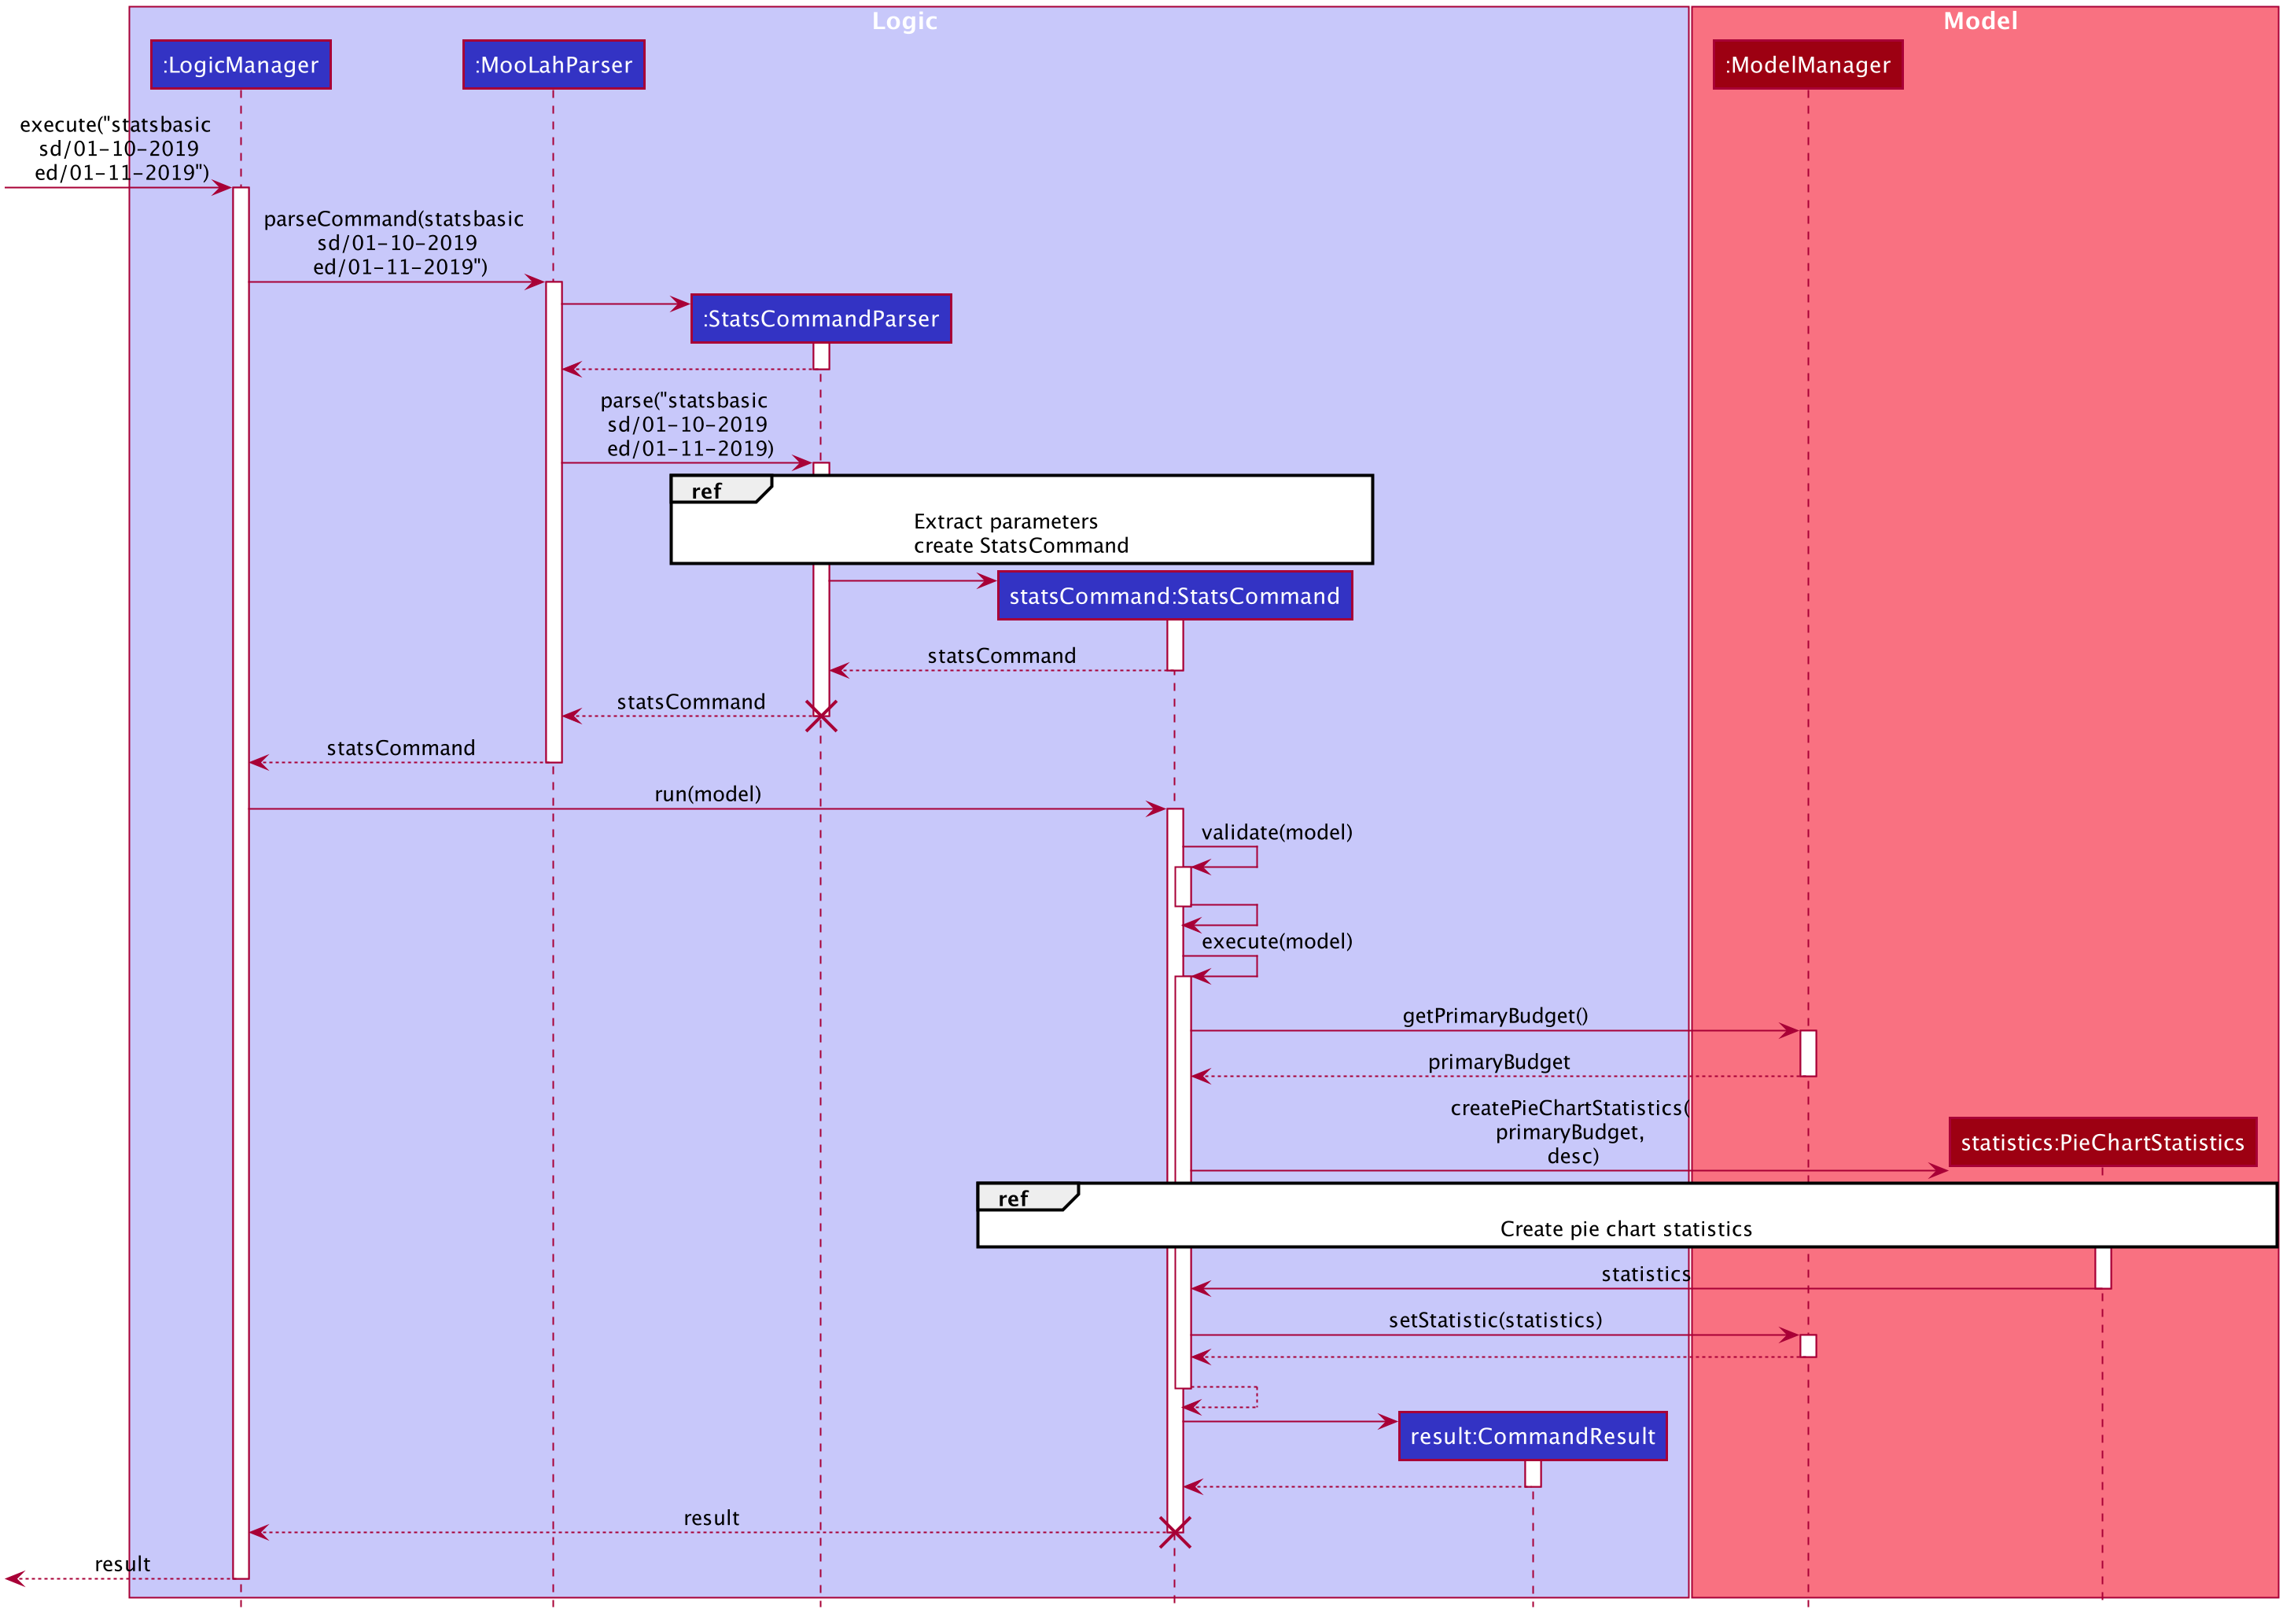 Logic
Model
:LogicManager
:MooLahParser
:ModelManager
execute("statsbasic
sd/01-10-2019
ed/01-11-2019")
parseCommand(statsbasic
sd/01-10-2019
ed/01-11-2019")
:StatsCommandParser
parse("statsbasic
sd/01-10-2019
ed/01-11-2019)
ref
Extract parameters
create StatsCommand
statsCommand:StatsCommand
statsCommand
statsCommand
statsCommand
run(model)
validate(model)
execute(model)
getPrimaryBudget()
primaryBudget
createPieChartStatistics(
primaryBudget,
desc)
statistics:PieChartStatistics
ref
Create pie chart statistics
statistics
setStatistic(statistics)
result:CommandResult
result
result